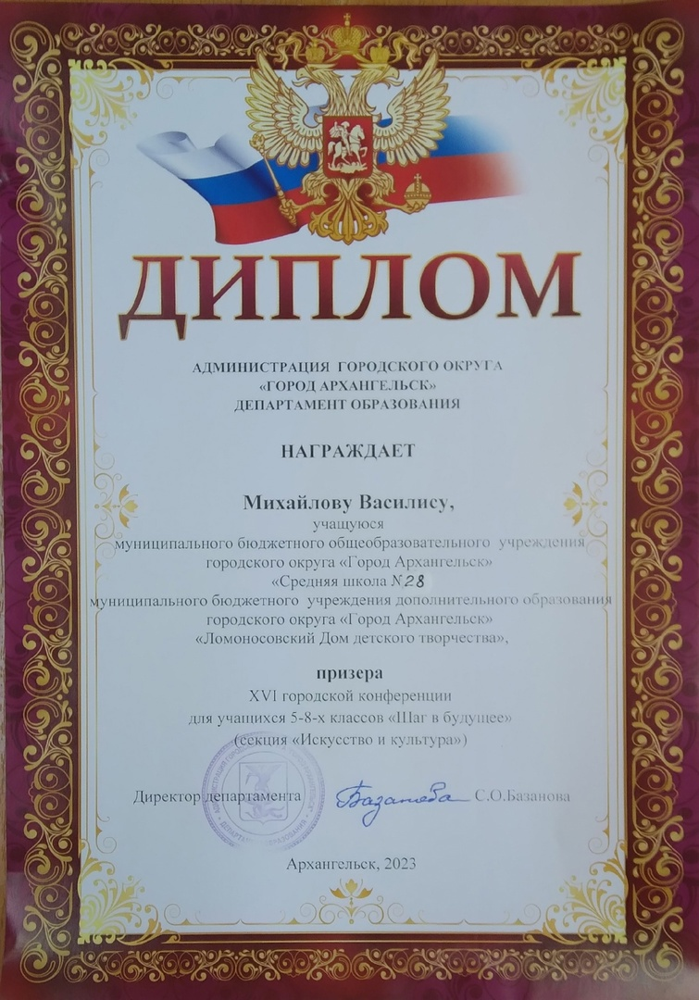 ДИПЛОМ
АДМИНИСТРАЦИЯ ГОРОДСКОГО ОКРУГА
«ГОРОД АРХАНГЕЛЬСК»
ДЕПАРТАМЕНТ ОБРАЗОВАНИЯ
НАГРАЖДАЕТ
Михайлову Василису,
учащуюся
муниципального бюджетного общеобразовательного учреждения
городского округа «Город Архангельск»
«Средняя школа №28
муниципального бюджетного учреждения дополнительного образования
городского округа «Город Архангельск»
«Ломоносовский Дом детского творчества»,
призера
XVI городской конференции
для учащихся 5-8-х классов «Шаг в будущее»
(секция «Искусство и культура»)
Директор департамента Базанова С.О.Базанова
Архангельск, 2023